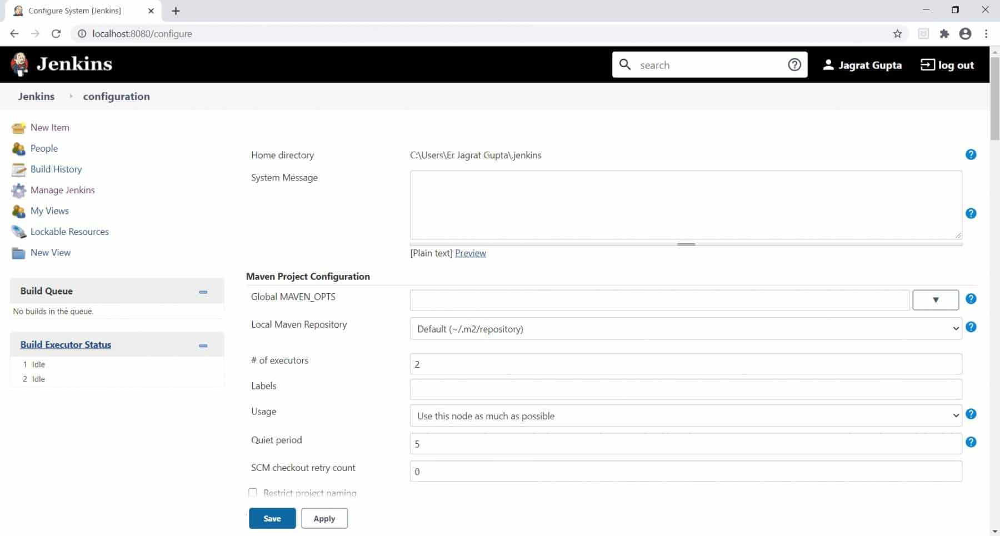 Configure System [Jenkins]
localhost:8080/configure
Jenkins
search
Jagrat Gupta
log out
Jenkins
configuration
New Item
People
Build History
Manage Jenkins
My Views
Lockable Resources
New View
Build Queue
No builds in the queue.
Build Executor Status
1 Idle
2 Idle
Home directory
C:\Users\Er Jagrat Gupta\.jenkins
System Message
[Plain text] Preview
Maven Project Configuration
Global MAVEN_OPTS
Local Maven Repository
Default (~/.m2/repository)
# of executors
2
Labels
Usage
Use this node as much as possible
Quiet period
5
SCM checkout retry count
0
Restrict project naming
Save
Apply